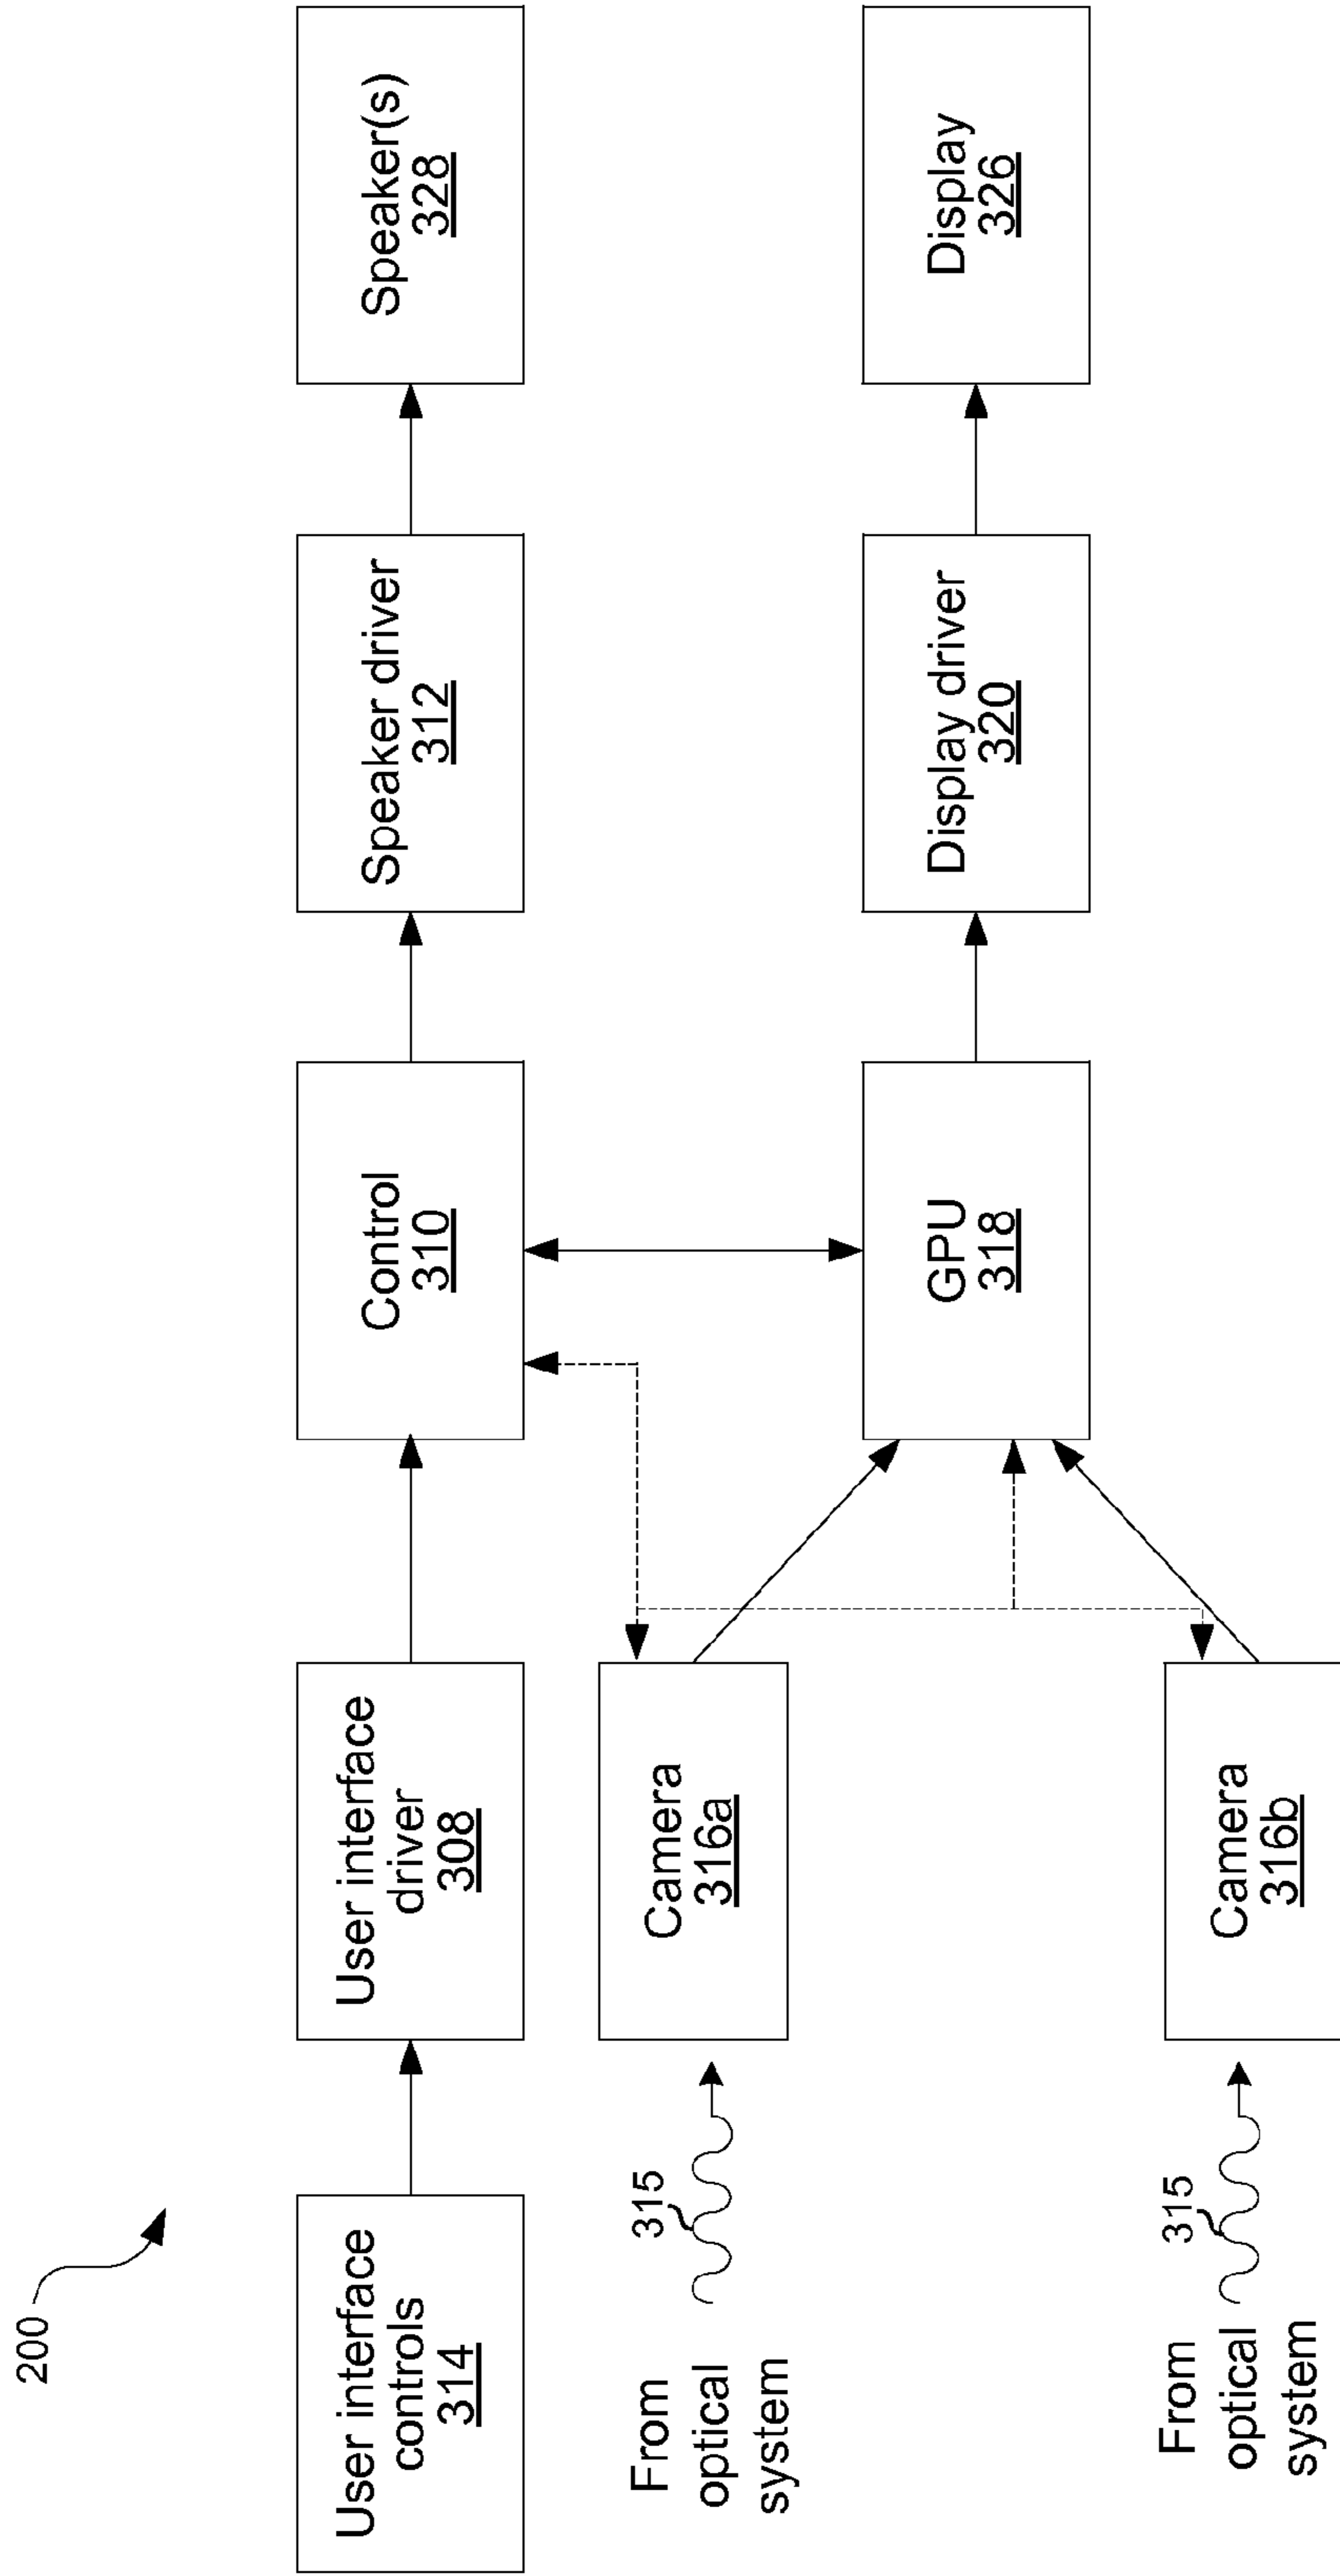 200
User interface
controls
314
User interface
driver
308
Control
310
Speaker driver
312
Speaker(s)
328
From
optical
system
315
Camera
316a
GPU
318
Display driver
320
Display
326
From
optical
system
315
Camera
316b